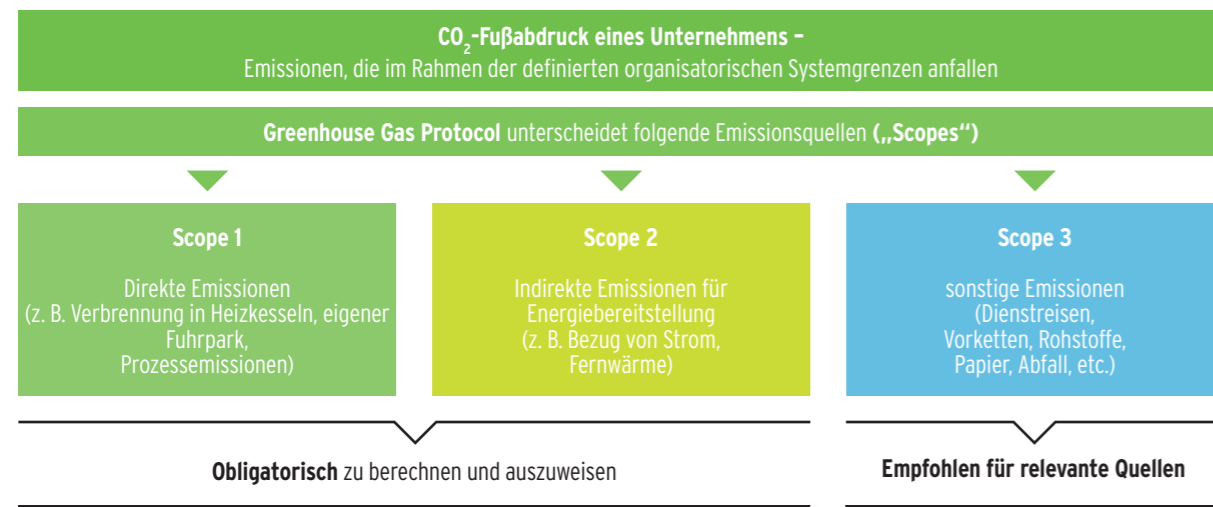 CO₂-Fußabdruck eines Unternehmens –
Emissionen, die im Rahmen der definierten organisatorischen Systemgrenzen anfallen
Greenhouse Gas Protocol unterscheidet folgende Emissionsquellen („Scopes“)
Scope 1
Direkte Emissionen
(z. B. Verbrennung in Heizkesseln, eigener
Fuhrpark,
Prozessemissionen)
Scope 2
Indirekte Emissionen für
Energiebereitstellung
(z. B. Bezug von Strom,
Fernwärme)
Scope 3
sonstige Emissionen
(Dienstreisen,
Vorketten, Rohstoffe,
Papier, Abfall, etc.)
Obligatorisch zu berechnen und auszuweisen
Empfohlen für relevante Quellen